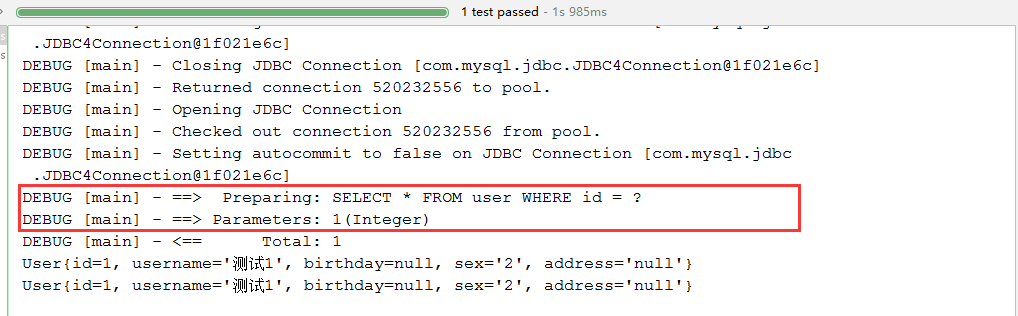 1 test passed - 1s 985ms
.JDBC4Connection@1f021e6c]
DEBUG [main] - Closing JDBC Connection [com.mysql.jdbc.JDBC4Connection@1f021e6c]
DEBUG [main] - Returned connection 520232556 to pool.
DEBUG [main] - Opening JDBC Connection
DEBUG [main] - Checked out connection 520232556 from pool.
DEBUG [main] - Setting autocommit to false on JDBC Connection [com.mysql.jdbc
.JDBC4Connection@1f021e6c]
DEBUG [main] - ==>  Preparing: SELECT * FROM user WHERE id = ?
DEBUG [main] - ==> Parameters: 1(Integer)
DEBUG [main] - <==      Total: 1
User{id=1, username='测试1', birthday=null, sex='2', address='null'}
User{id=1, username='测试1', birthday=null, sex='2', address='null'}